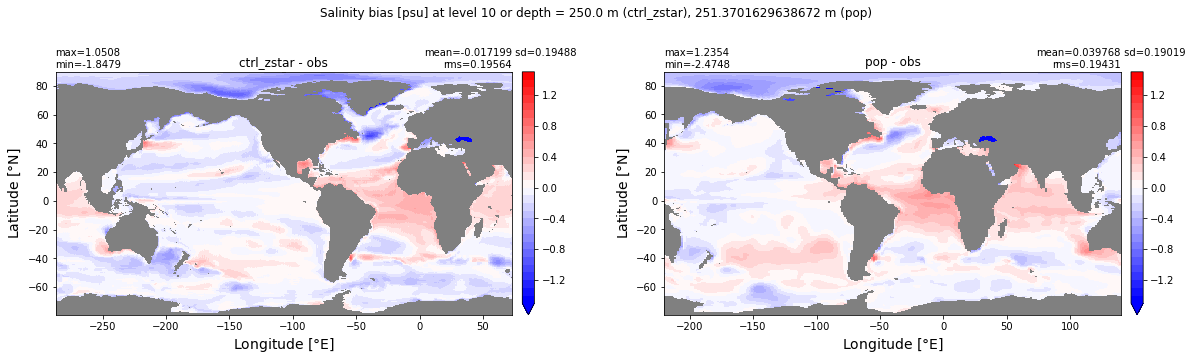 Salinity bias [psu] at level 10 or depth = 250.0 m (ctrl_zstar), 251.3701629638672 m (pop)
max=1.0508
min=-1.8479
ctrl_zstar - obs
mean=-0.017199 sd=0.19488
rms=0.19564
80
60
40
20
0
−20
−40
−60
Latitude [°N]
−250
−200
−150
−100
−50
0
50
Longitude [°E]
1.2
0.8
0.4
0.0
−0.4
−0.8
−1.2
max=1.2354
min=-2.4748
pop - obs
mean=0.039768 sd=0.19019
rms=0.19431
80
60
40
20
0
−20
−40
−60
Latitude [°N]
−200
−150
−100
−50
0
50
100
Longitude [°E]
1.2
0.8
0.4
0.0
−0.4
−0.8
−1.2